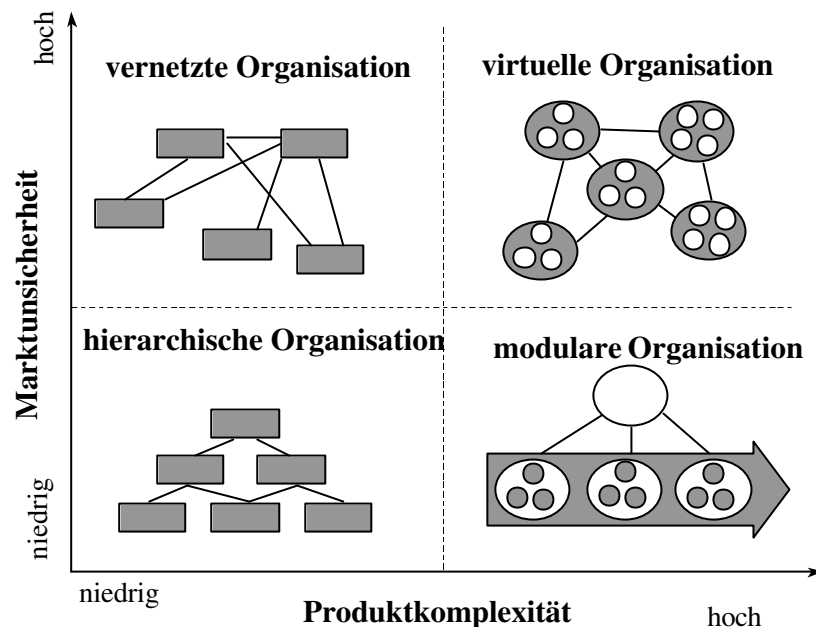 hoch
vernetzte Organisation
virtuelle Organisation
Marktunsicherheit
hierarchische Organisation
modulare Organisation
niedrig
niedrig
Produktkomplexität
hoch